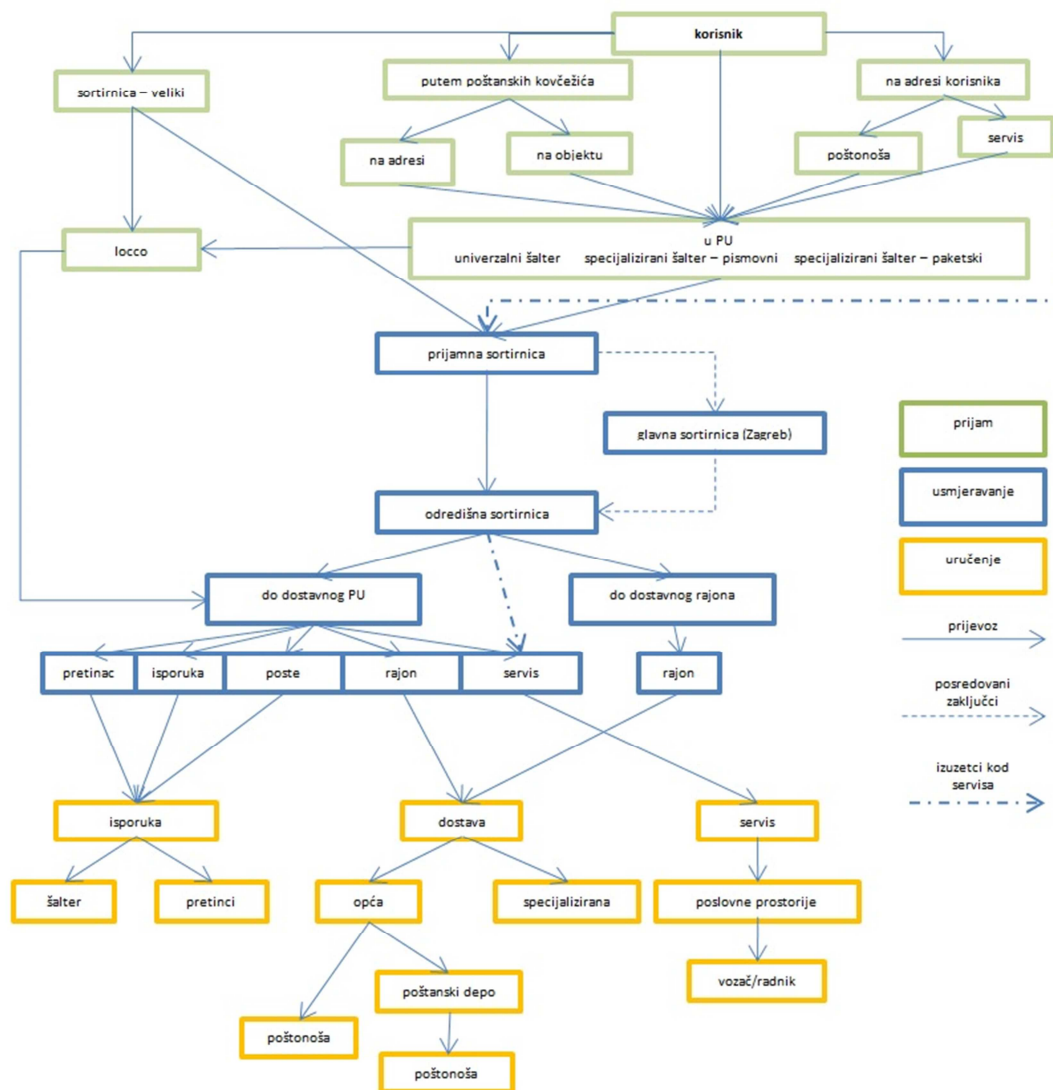 korisnik
sortirnica – veliki
putem poštanskih kovčežića
na adresi korisnika
na adresi
na objektu
poštonoša
servis
locco
u PU
univerzalni šalter specijalizirani šalter – pismovni specijalizirani šalter – paketski
prijamna sortirnica
glavna sortirnica (Zagreb)
odredišna sortirnica
do dostavnog PU
do dostavnog rajona
pretinac
isporuka
poste
rajon
servis
rajon
isporuka
dostava
servis
šalter
pretinci
opća
specijalizirana
poslovne prostorije
poštanski depo
vozač/radnik
poštonoša
poštonoša
prijam
usmjeravanje
uručenje
prijevoz
posredovani
zaključci
izuzetci kod
servisa